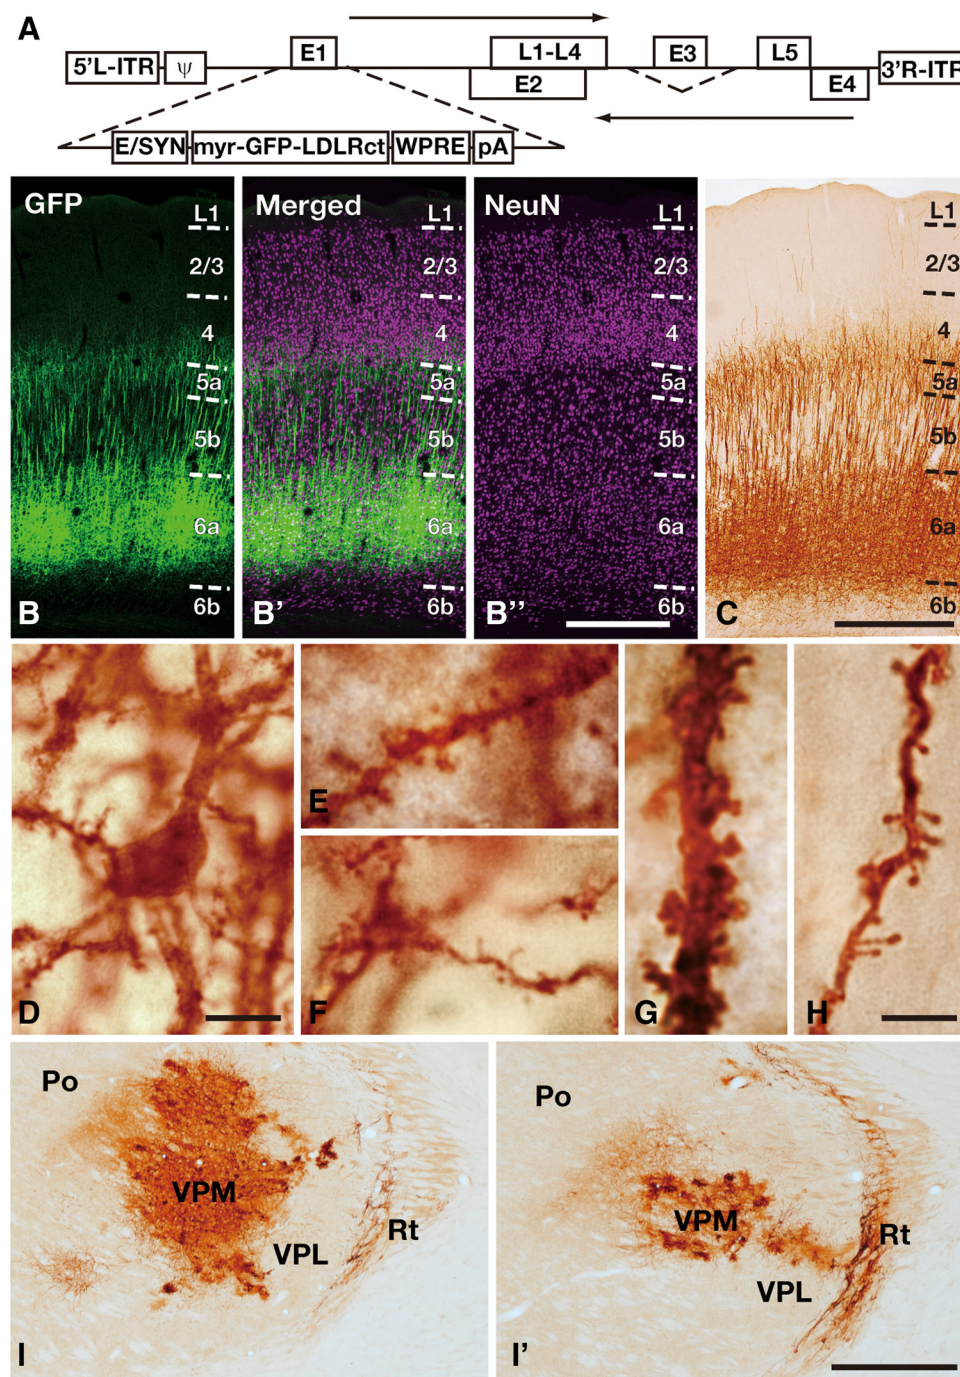 A
5'L-ITR ψ E1 L1-L4 E3 L5 3'R-ITR
E2 E4
E/SYN myr-GFP-LDLRct WPRE pA
GFP Merged NeuN
L1 L1 L1 L1
2/3 2/3 2/3 2/3
4 4 4 4
5a 5a 5a 5a
5b 5b 5b 5b
6a 6a 6a 6a
6b 6b 6b 6b
B B' B'' C
E
D F G H
Po Po
VPM VPM
Rt Rt
VPL VPL
I I'